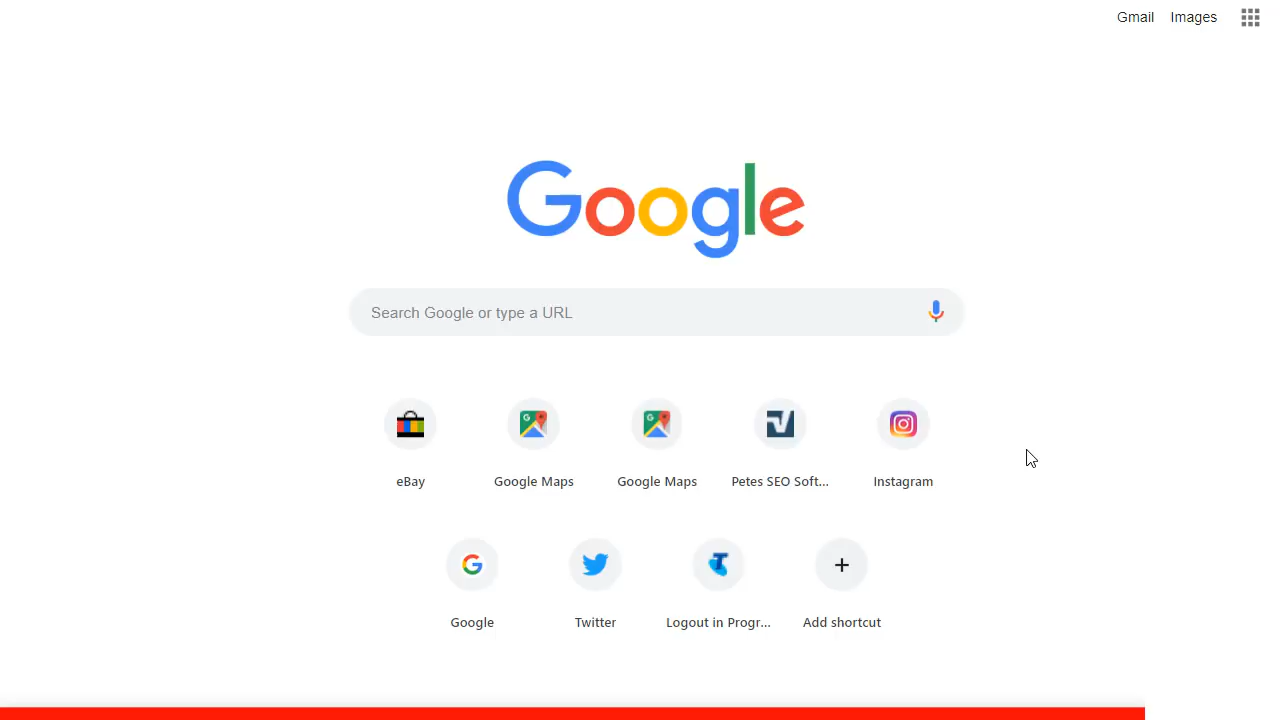 Gmail Images
Google
Search Google or type a URL
eBay Google Maps Google Maps Petes SEO Soft... Instagram
Google Twitter Logout in Progr... Add shortcut